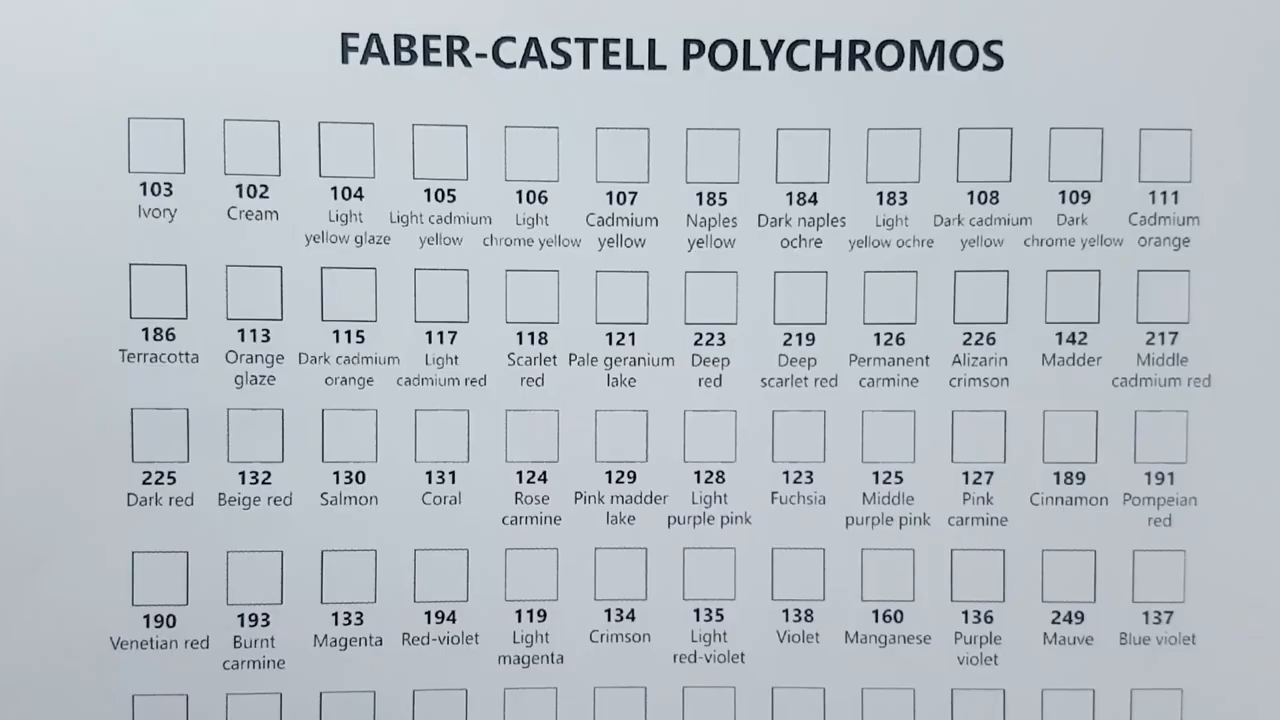 FABER-CASTELL POLYCHROMOS
103 102 104 105 106 107 185 184 183 108 109 111
Ivory Cream Light Light cadmium Light Cadmium Naples Dark naples Light Dark cadmium Dark Cadmium
yellow glaze yellow chrome yellow yellow yellow ochre yellow ochre yellow chrome yellow orange
186 113 115 117 118 121 223 219 126 226 142 217
Terracotta Orange Dark cadmium Light Scarlet Pale geranium Deep Deep Permanent Alizarin Madder Middle
glaze orange cadmium red red lake red scarlet red carmine crimson cadmium red
225 132 130 131 124 129 128 123 125 127 189 191
Dark red Beige red Salmon Coral Rose Pink madder Light Fuchsia Middle Pink Cinnamon Pompeian
carmine lake purple pink purple pink carmine red
190 193 133 194 119 134 135 138 160 136 249 137
Venetian red Burnt Magenta Red-violet Light Crimson Light Violet Manganese Purple Mauve Blue violet
carmine magenta red-violet violet